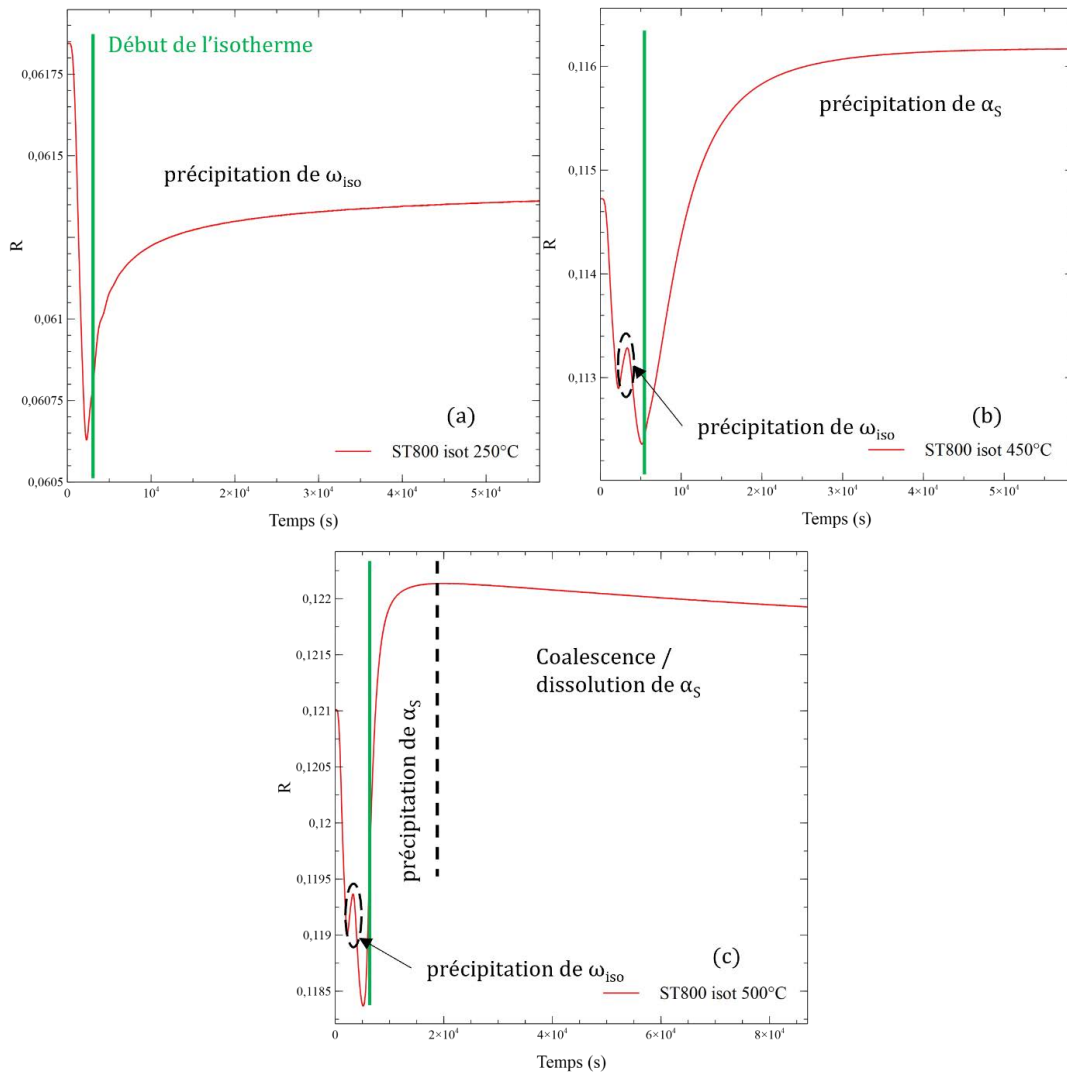 Début de l'isotherme
0,06175
0,0615
R
0,061
0,06075
0,0605
précipitation de ωiso
(a)
ST800 isot 250°C
0
10⁴
2×10⁴
3×10⁴
4×10⁴
5×10⁴
Temps (s)
0,116
0,115
R
0,114
0,113
précipitation de αS
(b)
précipitation de ωiso
ST800 isot 450°C
0
10⁴
2×10⁴
3×10⁴
4×10⁴
5×10⁴
Temps (s)
0,122
0,1215
0,121
0,1205
R
0,12
0,1195
0,119
0,1185
précipitation de αS
Coalescence /
dissolution de αS
(c)
précipitation de ωiso
ST800 isot 500°C
0
2×10⁴
4×10⁴
6×10⁴
8×10⁴
Temps (s)